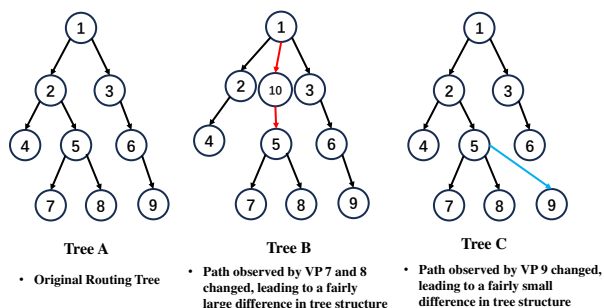 1
2
3
4
5
6
7
8
9
Tree A
• Original Routing Tree
1
2
10
3
4
5
6
7
8
9
Tree B
• Path observed by VP 7 and 8
changed, leading to a fairly
large difference in tree structure
1
2
3
4
5
6
7
8
9
Tree C
• Path observed by VP 9 changed,
leading to a fairly small
difference in tree structure